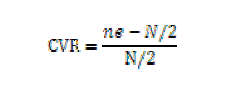 CVR = (ne − N/2) / (N/2)